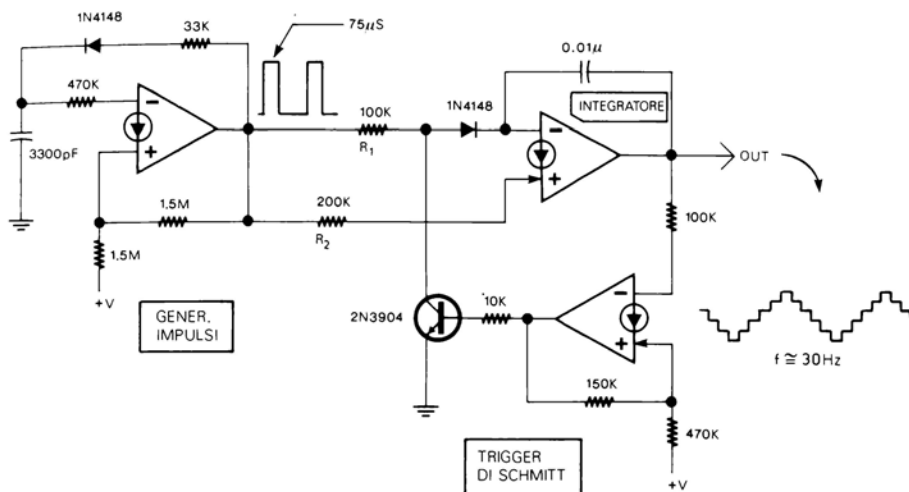 1N4148
33K
75µS
470K
3300pF
1,5M
1,5M
+V
GENER.
IMPULSI
100K
R1
200K
R2
1N4148
0.01µ
INTEGRATORE
OUT
100K
2N3904
10K
150K
470K
+V
TRIGGER
DI SCHMITT
f ≅ 30Hz
−
+
−
+
−
+